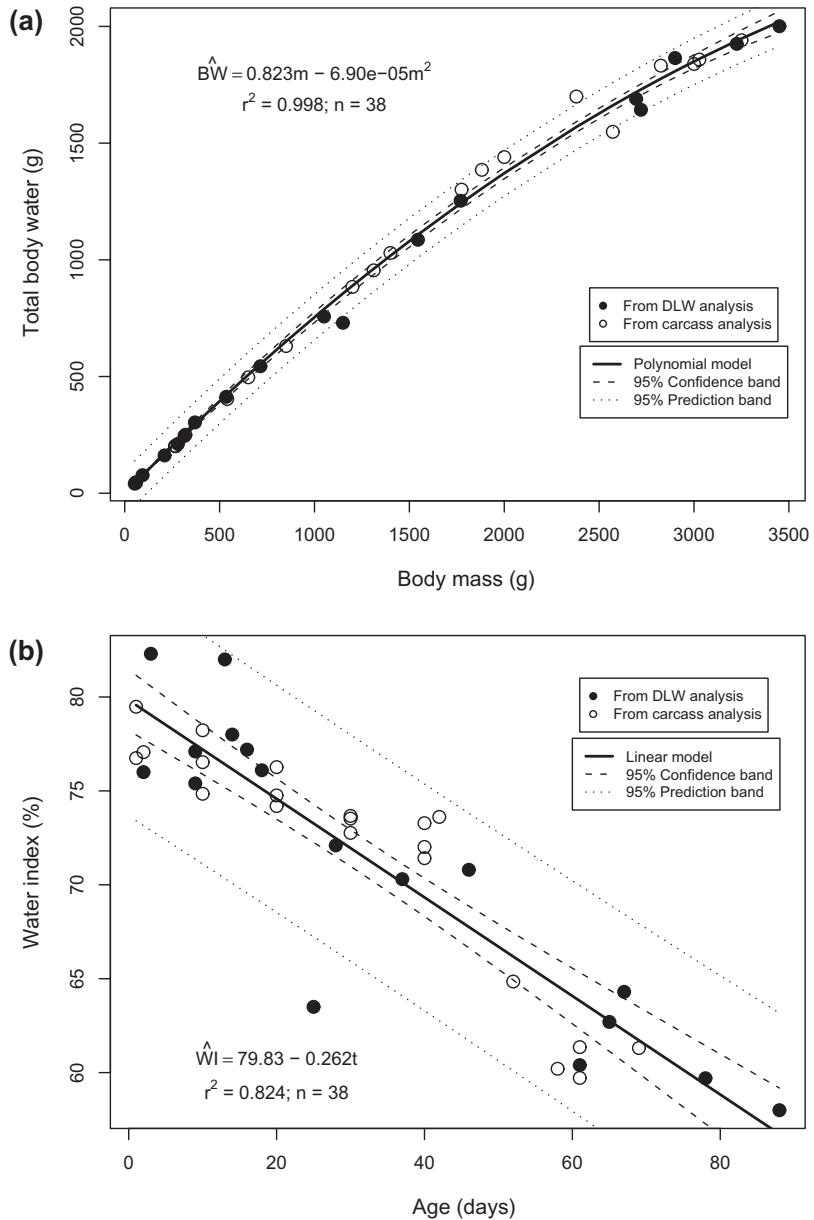 (a)
B̂W = 0.823m − 6.90e−05m²
r² = 0.998; n = 38
Total body water (g)
2000
1500
1000
500
0
From DLW analysis
From carcass analysis
Polynomial model
95% Confidence band
95% Prediction band
0 500 1000 1500 2000 2500 3000 3500
Body mass (g)
(b)
Water index (%)
80
75
70
65
60
From DLW analysis
From carcass analysis
Linear model
95% Confidence band
95% Prediction band
ŴI = 79.83 − 0.262t
r² = 0.824; n = 38
0 20 40 60 80
Age (days)